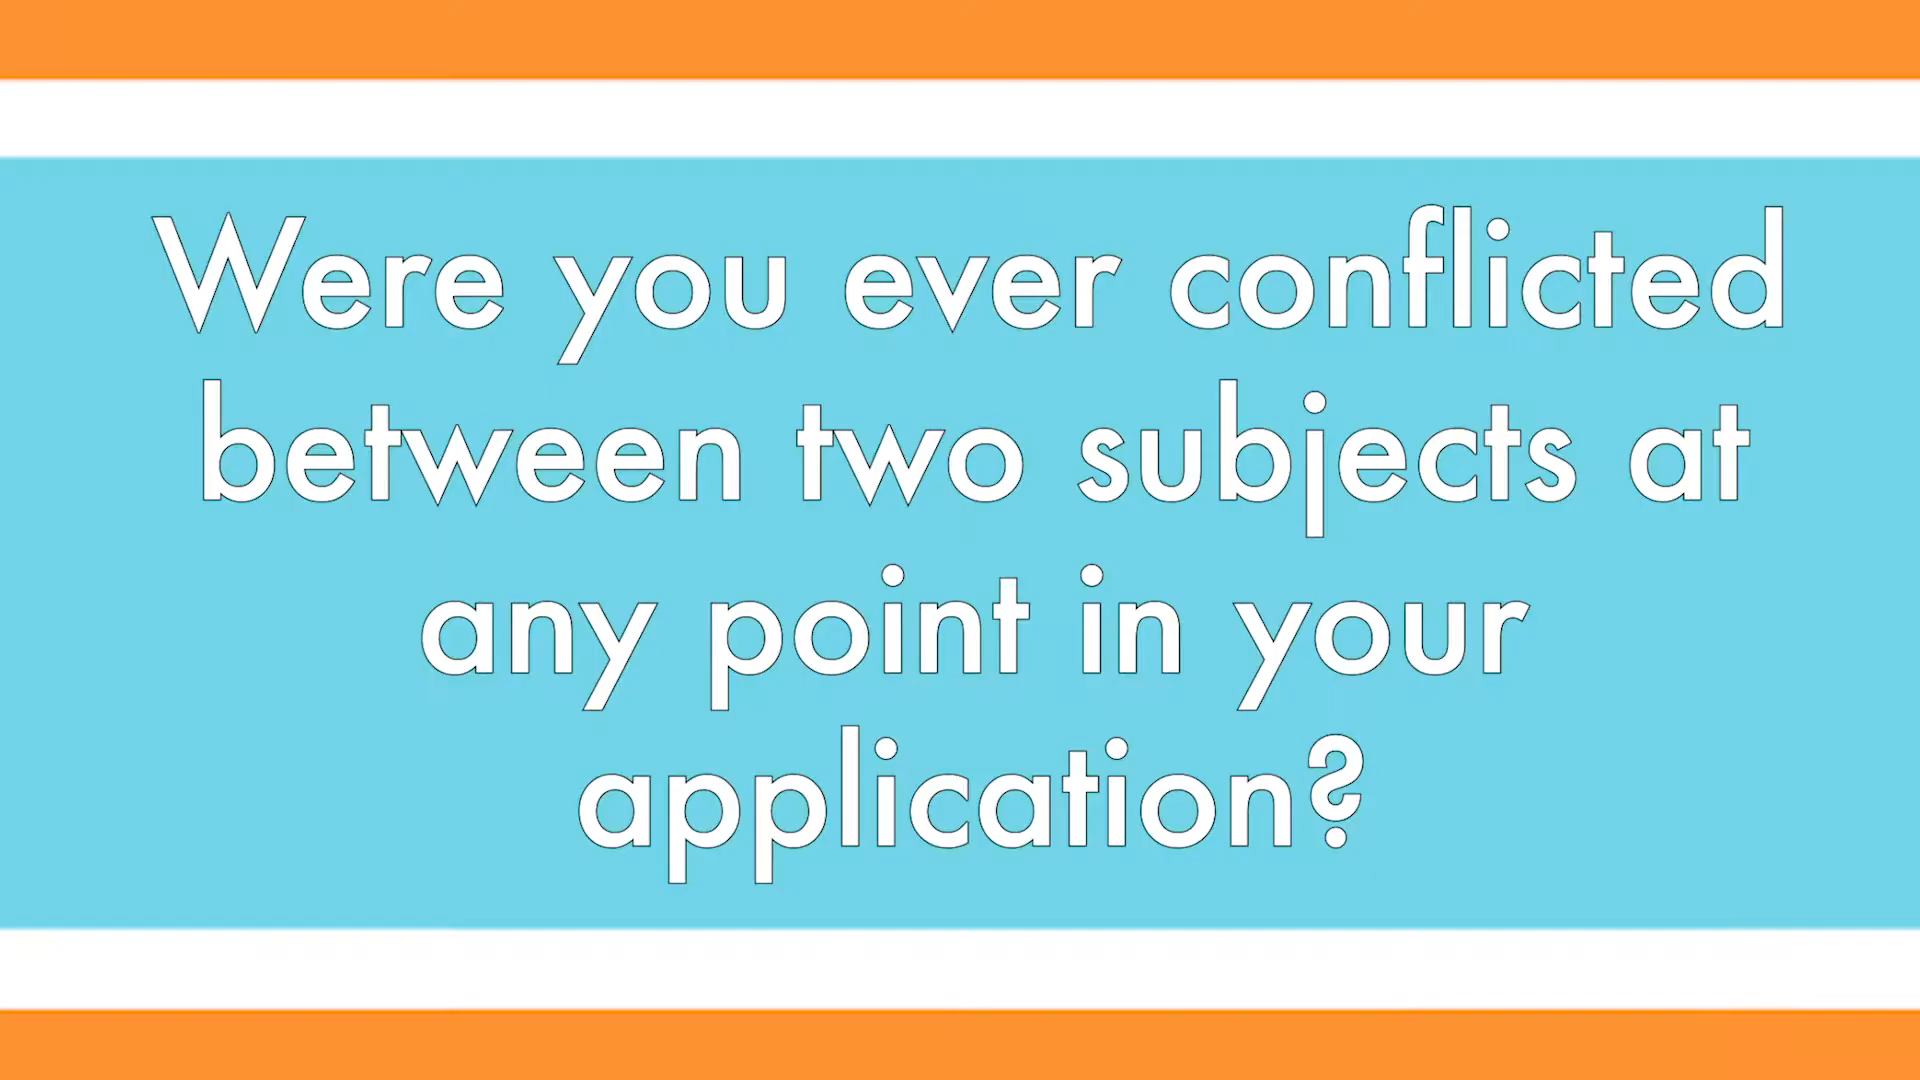 Were you ever conflicted
between two subjects at
any point in your
application?